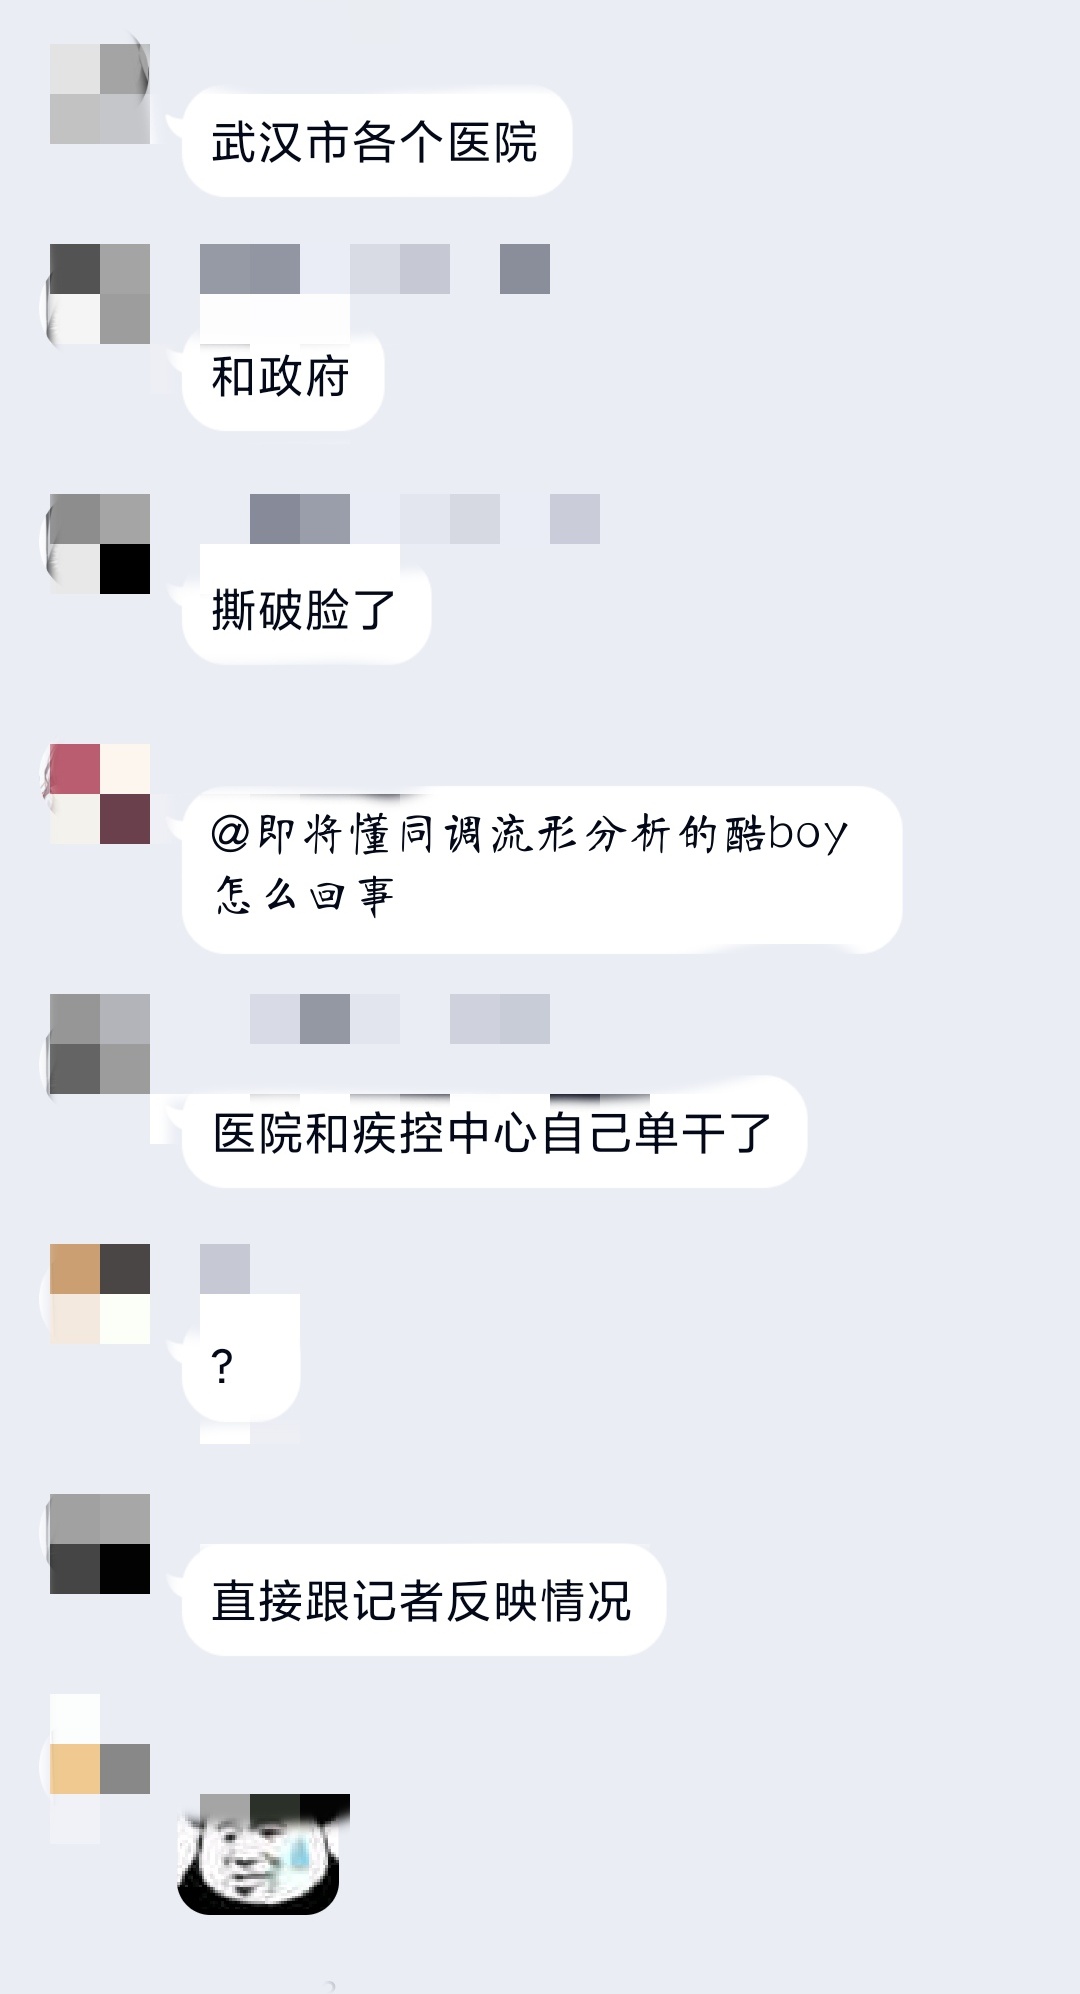 武汉市各个医院
和政府
撕破脸了
@即将懂同调流形分析的酷boy
怎么回事
医院和疾控中心自己单干了
?
直接跟记者反映情况